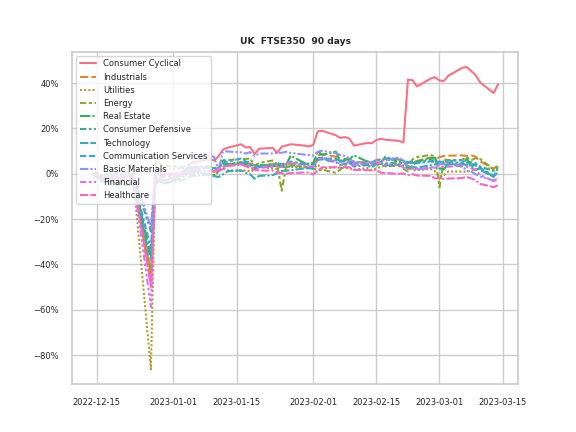 UK  FTSE350  90 days
Consumer Cyclical
Industrials
Utilities
Energy
Real Estate
Consumer Defensive
Technology
Communication Services
Basic Materials
Financial
Healthcare
40%
20%
0%
−20%
−40%
−60%
−80%
2022-12-15
2023-01-01
2023-01-15
2023-02-01
2023-02-15
2023-03-01
2023-03-15